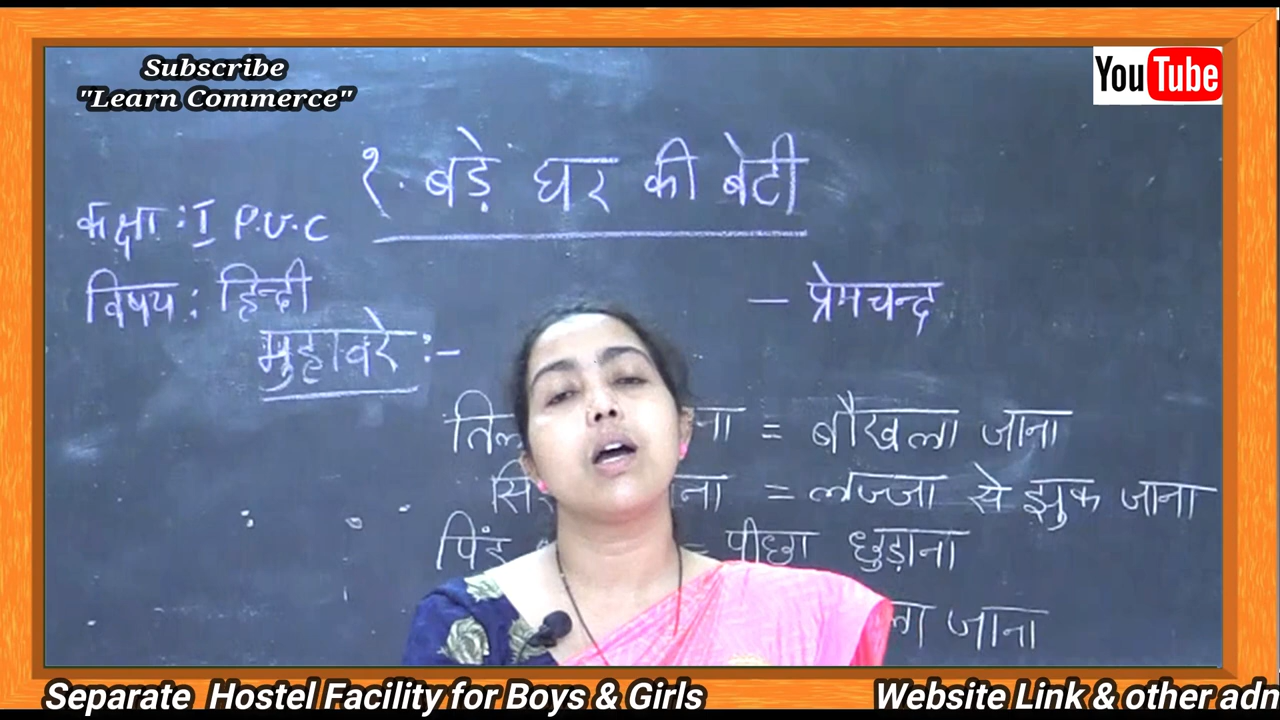 Subscribe
"Learn Commerce"
YouTube
१. बड़े घर की बेटी
कक्षा : I P.U.C
विषय : हिन्दी
– प्रेमचन्द
मुहावरे :-
= बौखला जाना
= लज्जा से झुक जाना
= पीछा छुड़ाना
जाना
Separate Hostel Facility for Boys & Girls
Website Link & other